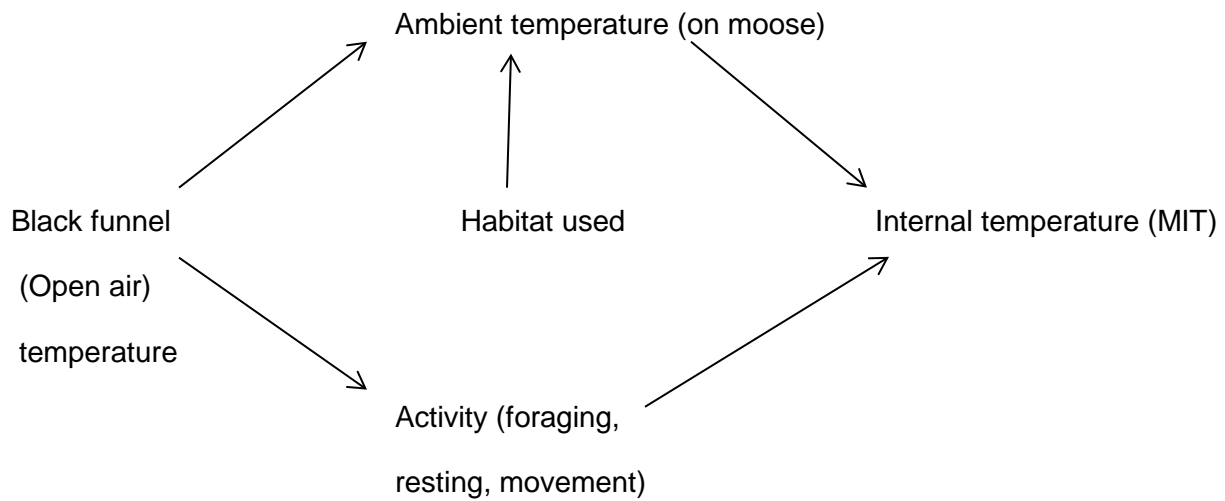 Ambient temperature (on moose)
Black funnel
(Open air)
temperature
Habitat used
Internal temperature (MIT)
Activity (foraging,
resting, movement)